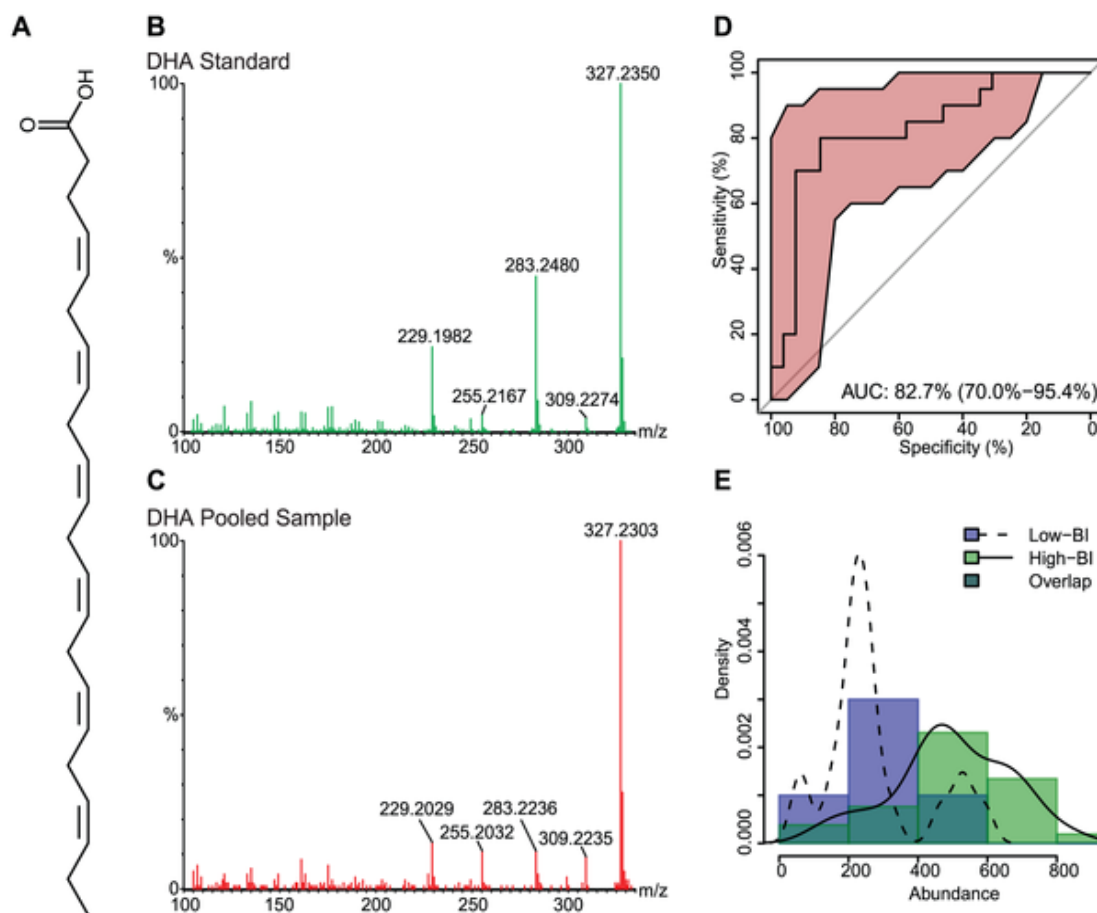 A
OH
O
B
DHA Standard
100
%
0
327.2350
283.2480
229.1982
255.2167
309.2274
100 150 200 250 300 m/z
C
DHA Pooled Sample
100
%
0
327.2303
229.2029
255.2032
283.2236
309.2235
100 150 200 250 300 m/z
D
Sensitivity (%)
0 20 40 60 80 100
AUC: 82.7% (70.0%–95.4%)
100 80 60 40 20 0
Specificity (%)
E
Low–BI
High–BI
Overlap
Density
0.000 0.002 0.004 0.006
0 200 400 600 800
Abundance